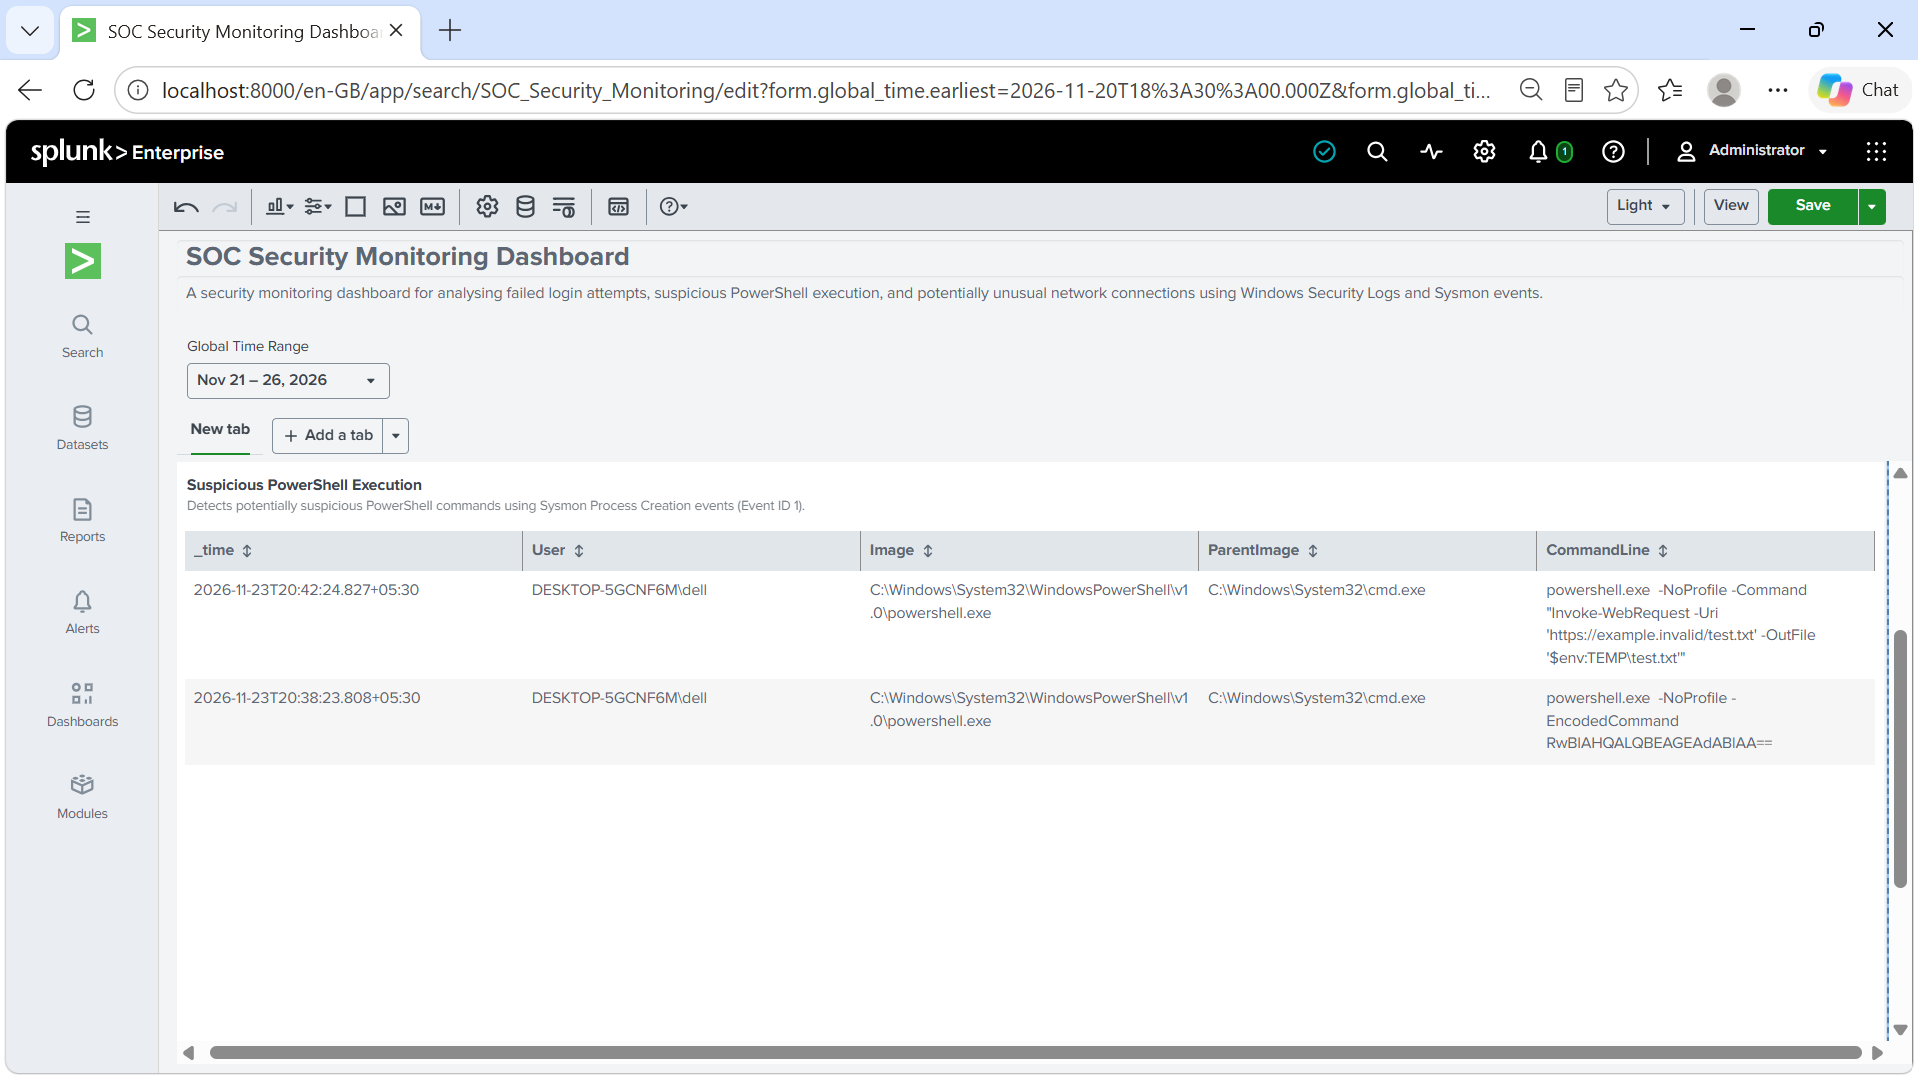 SOC Security Monitoring Dashboa
localhost:8000/en-GB/app/search/SOC_Security_Monitoring/edit?form.global_time.earliest=2026-11-20T18%3A30%3A00.000Z&form.global_ti...
Chat
splunk> Enterprise
1
Administrator
Light
View
Save
SOC Security Monitoring Dashboard
A security monitoring dashboard for analysing failed login attempts, suspicious PowerShell execution, and potentially unusual network connections using Windows Security Logs and Sysmon events.
Search
Datasets
Reports
Alerts
Dashboards
Modules
Global Time Range
Nov 21 – 26, 2026
New tab
+ Add a tab
Suspicious PowerShell Execution
Detects potentially suspicious PowerShell commands using Sysmon Process Creation events (Event ID 1).
_time User Image ParentImage CommandLine
2026-11-23T20:42:24.827+05:30
DESKTOP-5GCNF6M\dell
C:\Windows\System32\WindowsPowerShell\v1
.0\powershell.exe
C:\Windows\System32\cmd.exe
powershell.exe  -NoProfile -Command
"Invoke-WebRequest -Uri
'https://example.invalid/test.txt' -OutFile
'$env:TEMP\test.txt'"
2026-11-23T20:38:23.808+05:30
DESKTOP-5GCNF6M\dell
C:\Windows\System32\WindowsPowerShell\v1
.0\powershell.exe
C:\Windows\System32\cmd.exe
powershell.exe  -NoProfile -
EncodedCommand
RwBlAHQALQBEAGEAdABlAA==